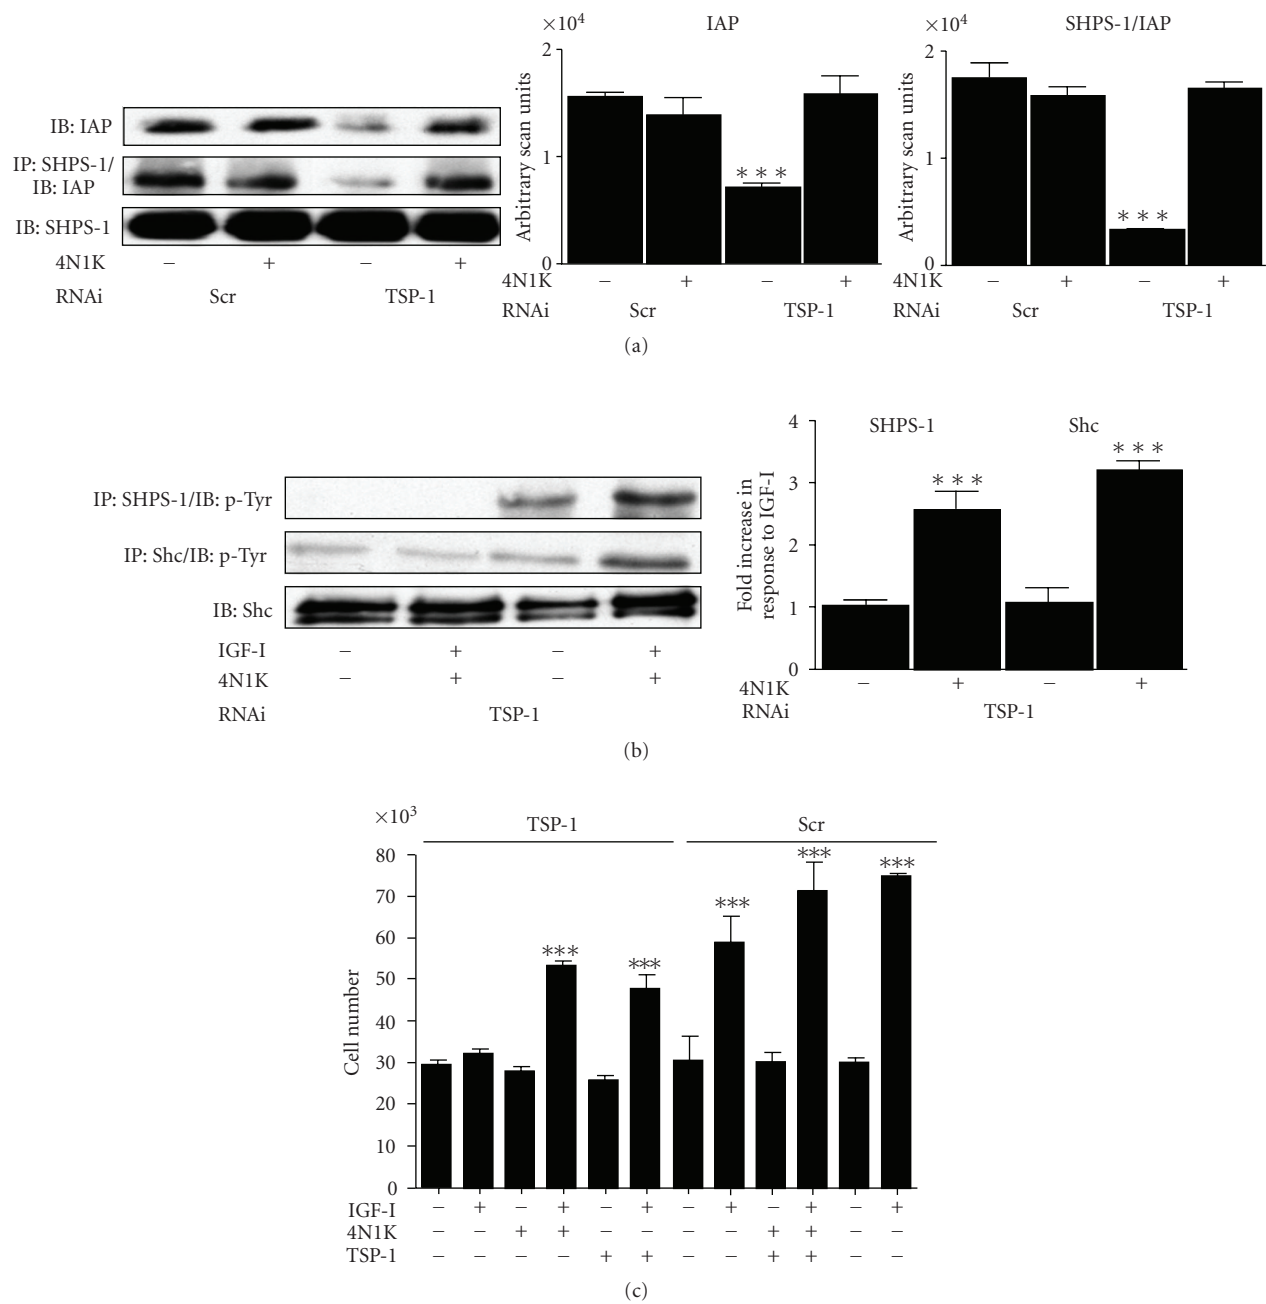 IB: IAP
IP: SHPS-1/
IB: IAP
IB: SHPS-1
4N1K − + − +
RNAi Scr TSP-1
×10⁴ IAP
Arbitrary scan units
2
1
0
∗∗∗
4N1K − + − +
RNAi Scr TSP-1
×10⁴ SHPS-1/IAP
Arbitrary scan units
2
1
0
∗∗∗
4N1K − + − +
RNAi Scr TSP-1
(a)
IP: SHPS-1/IB: p-Tyr
IP: Shc/IB: p-Tyr
IB: Shc
IGF-I − + − +
4N1K − + − +
RNAi TSP-1
Fold increase in
response to IGF-I
4
3
2
1
0
SHPS-1 Shc
∗∗∗ ∗∗∗
4N1K − + − +
RNAi TSP-1
(b)
×10³
TSP-1 Scr
Cell number
80
70
60
50
40
30
20
10
0
∗∗∗ ∗∗∗ ∗∗∗ ∗∗∗ ∗∗∗
IGF-I − + − + − + − + − + − +
4N1K − − + + − − − − + + − −
TSP-1 − − − − + + − − + + − −
(c)